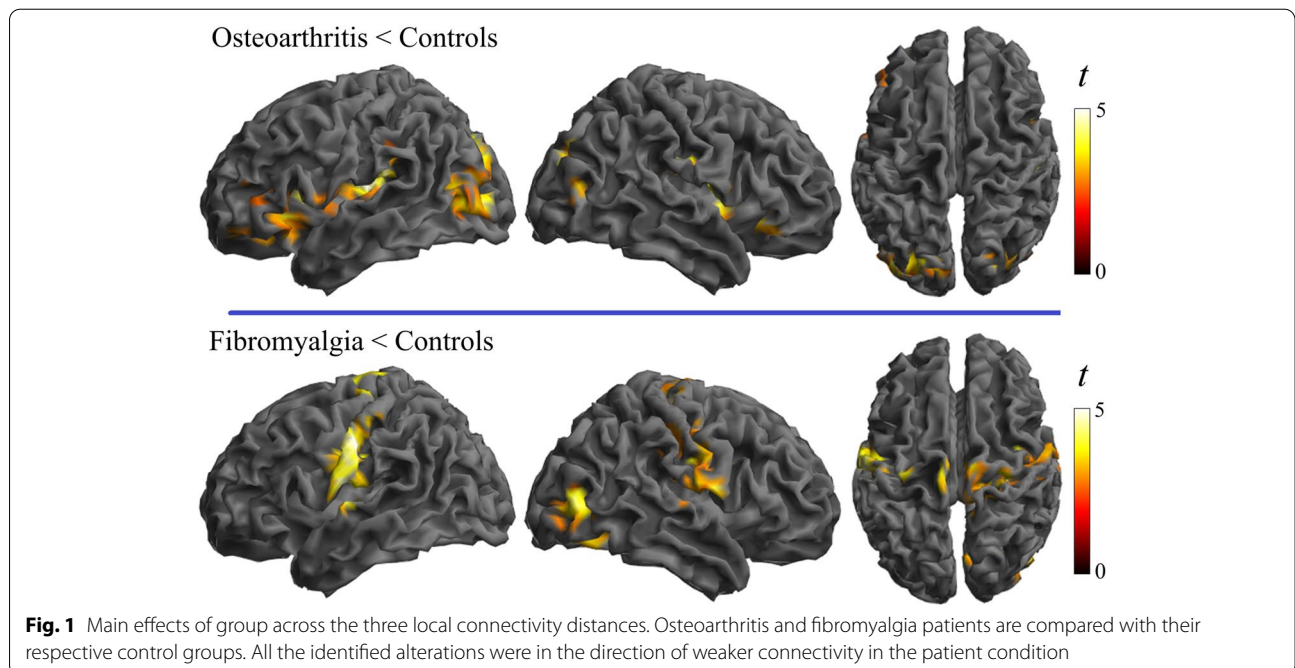 Osteoarthritis < Controls
t
5
0
Fibromyalgia < Controls
t
5
0
Fig. 1 Main effects of group across the three local connectivity distances. Osteoarthritis and fibromyalgia patients are compared with their
respective control groups. All the identified alterations were in the direction of weaker connectivity in the patient condition